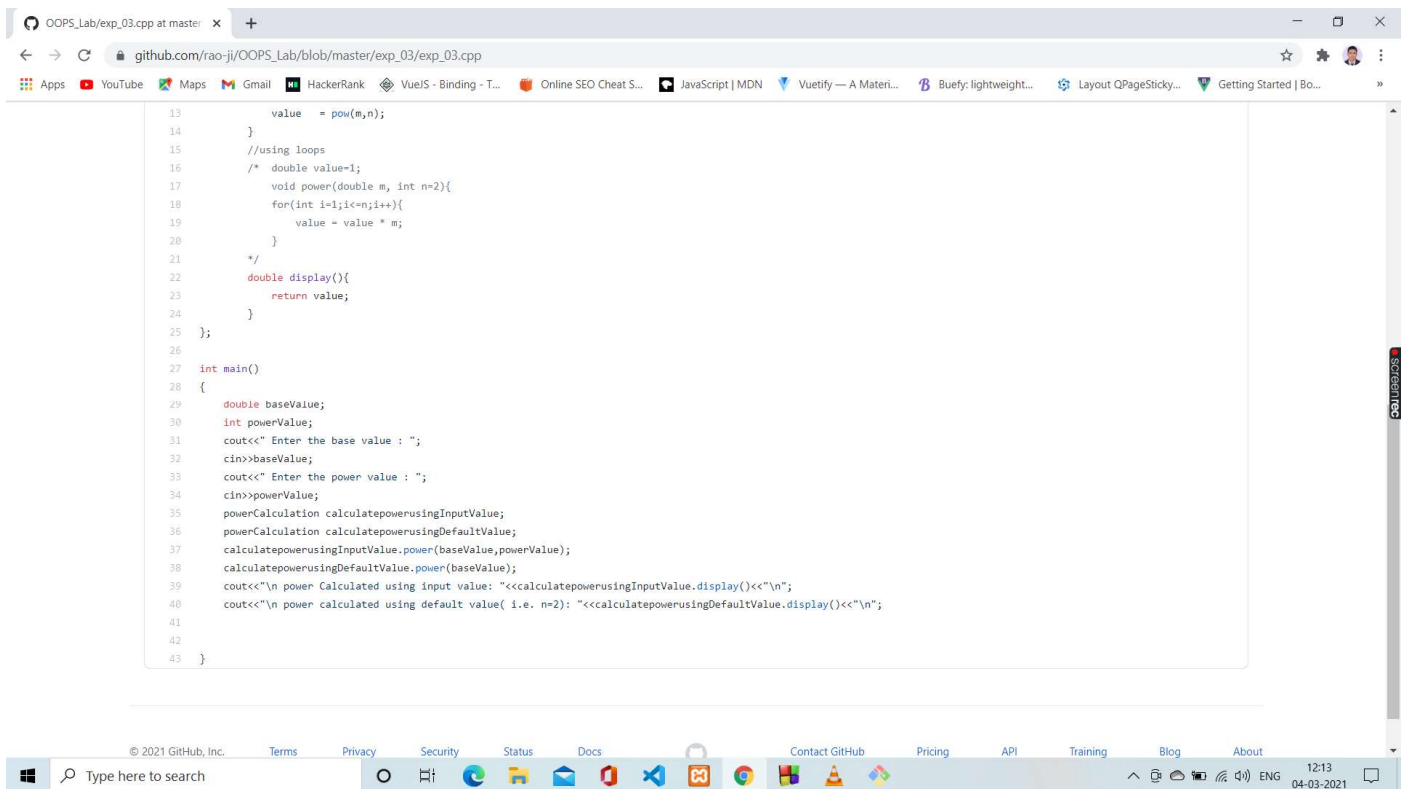 OOPS_Lab/exp_03.cpp at master
github.com/rao-ji/OOPS_Lab/blob/master/exp_03/exp_03.cpp
Apps YouTube Maps Gmail HackerRank VueJS - Binding - T... Online SEO Cheat S... JavaScript | MDN Vuetify — A Materi... Buefy: lightweight... Layout QPageSticky... Getting Started | Bo... »
13 value = pow(m,n);
14 }
15 //using loops
16 /* double value=1;
17 void power(double m, int n=2){
18 for(int i=1;i<=n;i++){
19 value = value * m;
20 }
21 */
22 double display(){
23 return value;
24 }
25 };
26
27 int main()
28 {
29 double baseValue;
30 int powerValue;
31 cout<<" Enter the base value : ";
32 cin>>baseValue;
33 cout<<" Enter the power value : ";
34 cin>>powerValue;
35 powerCalculation calculatepowerusingInputValue;
36 powerCalculation calculatepowerusingDefaultValue;
37 calculatepowerusingInputValue.power(baseValue,powerValue);
38 calculatepowerusingDefaultValue.power(baseValue);
39 cout<<"\n power Calculated using input value: "<<calculatepowerusingInputValue.display()<<"\n";
40 cout<<"\n power calculated using default value( i.e. n=2): "<<calculatepowerusingDefaultValue.display()<<"\n";
41
42
43 }
screenrec
© 2021 GitHub, Inc. Terms Privacy Security Status Docs Contact GitHub Pricing API Training Blog About
Type here to search
ENG
12:13
04-03-2021